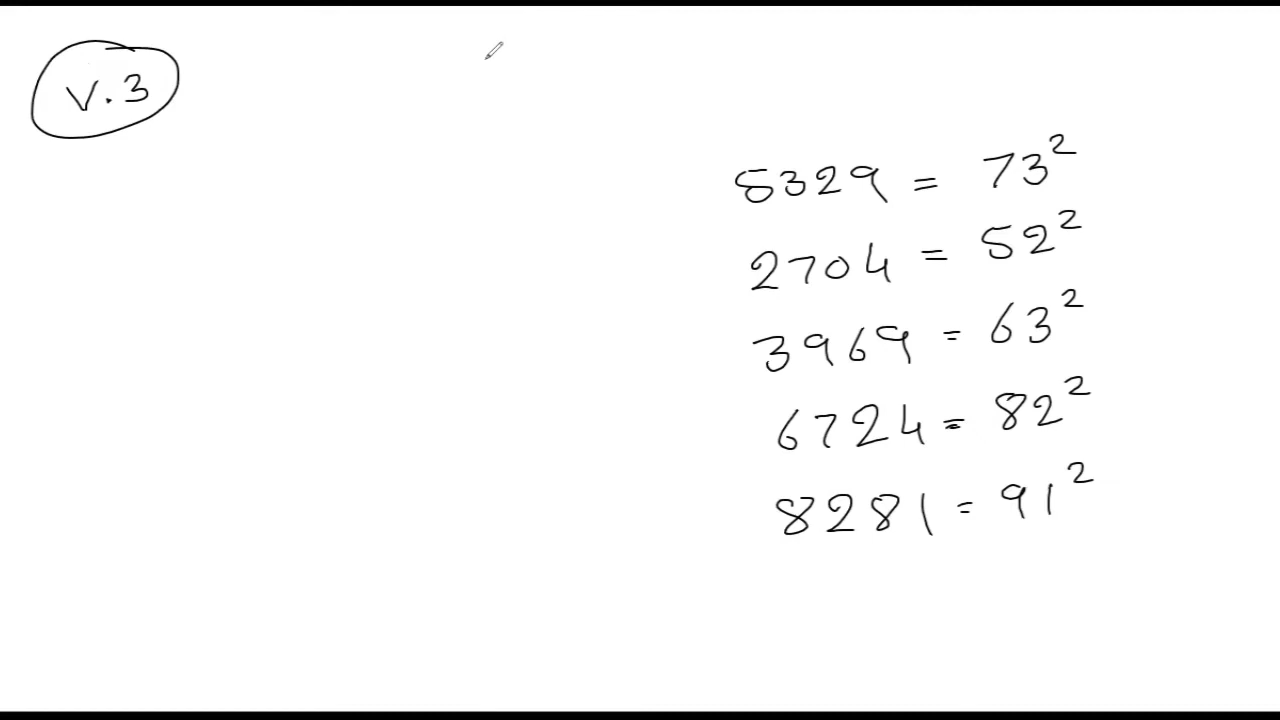 V.3
5329 = 73²
2704 = 52²
3969 = 63²
6724 = 82²
8281 = 91²